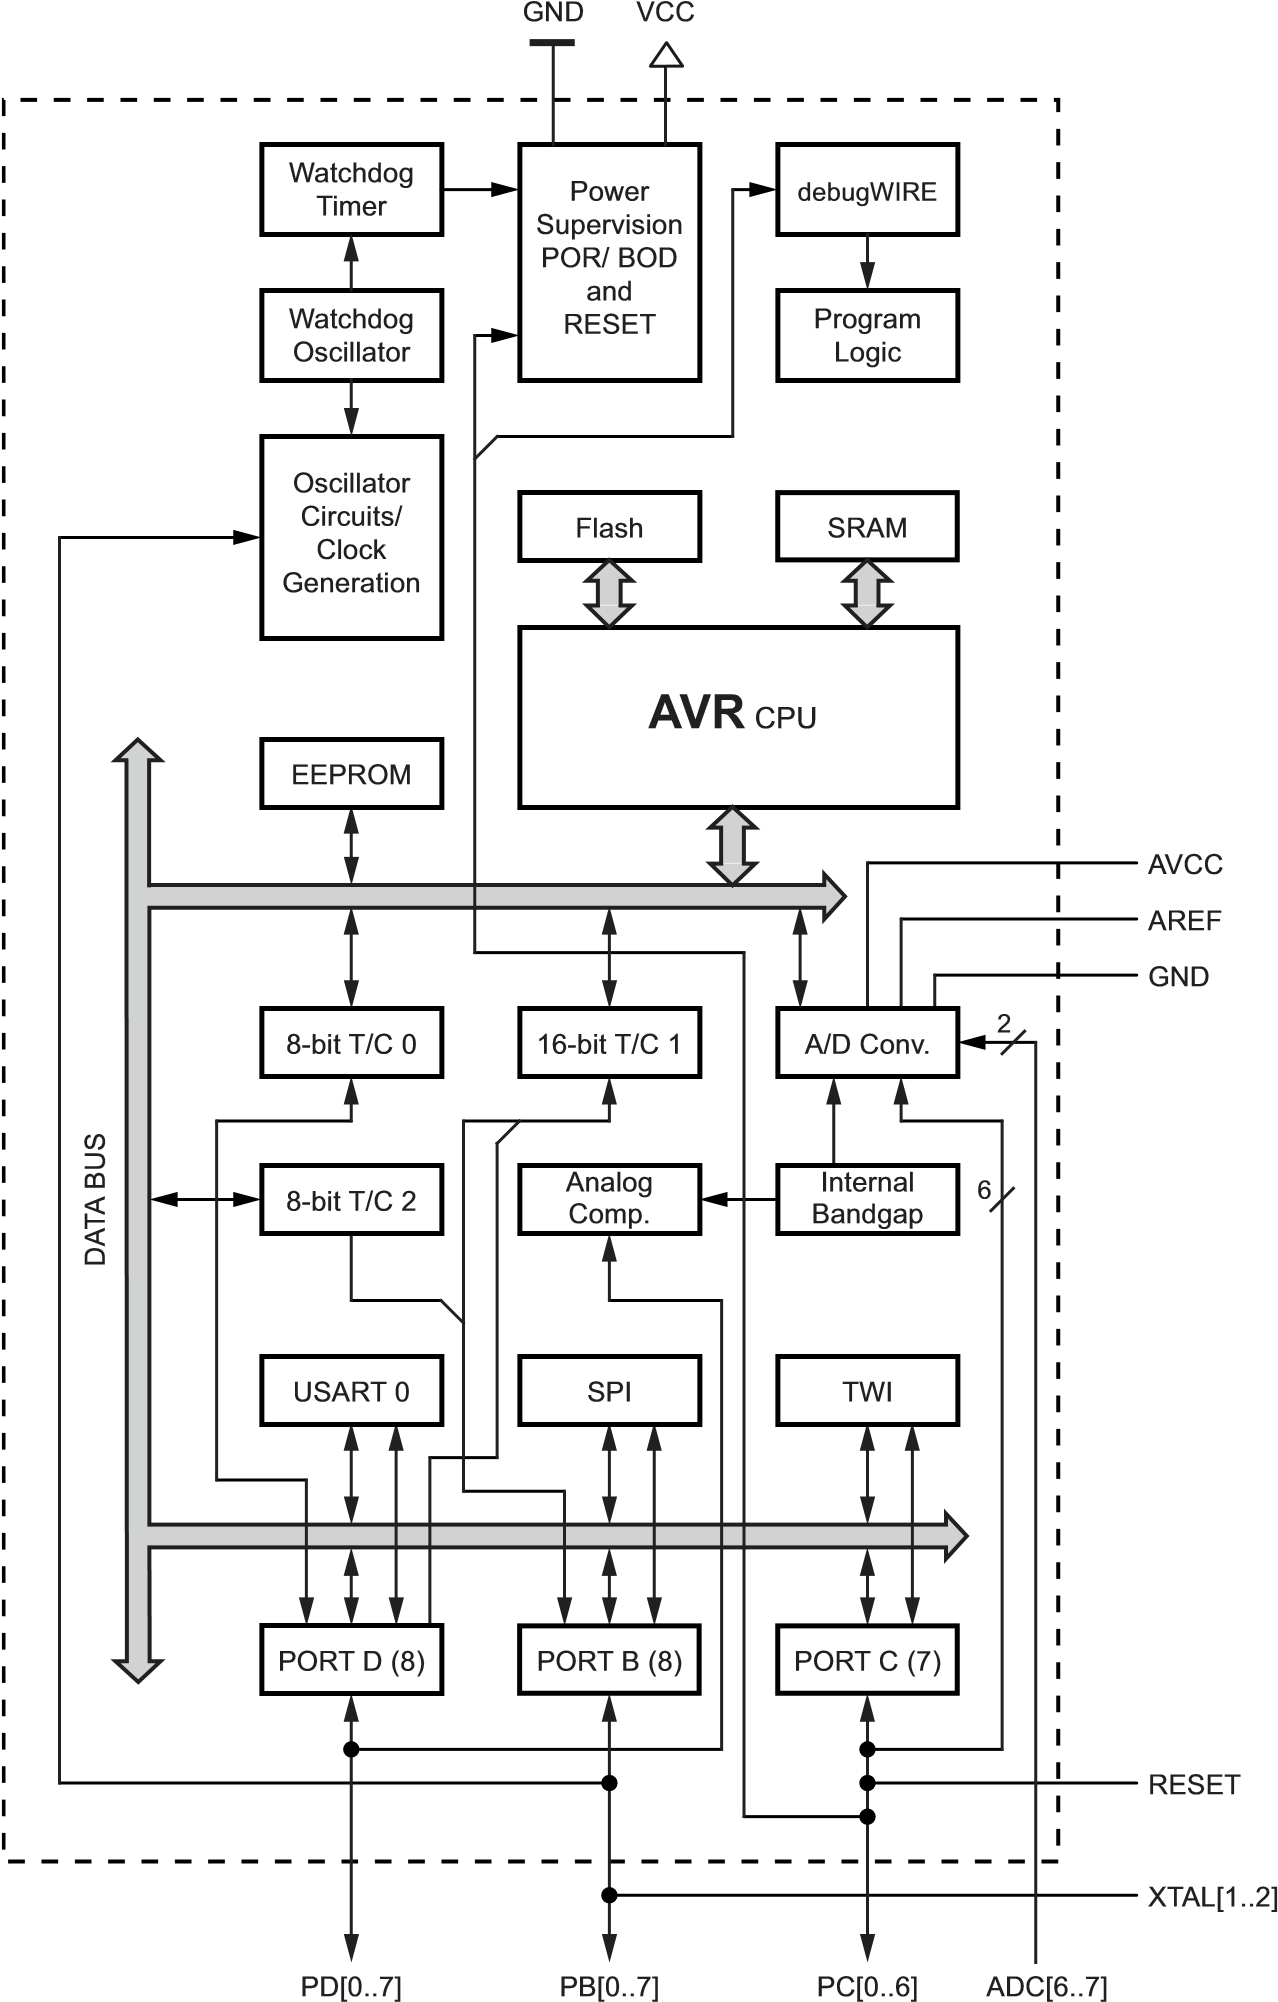 GND
VCC
Watchdog
Timer
Power
Supervision
POR/ BOD
and
RESET
debugWIRE
Watchdog
Oscillator
Program
Logic
Oscillator
Circuits/
Clock
Generation
Flash
SRAM
AVR CPU
EEPROM
AVCC
AREF
GND
2
8-bit T/C 0
16-bit T/C 1
A/D Conv.
DATA BUS
8-bit T/C 2
Analog
Comp.
Internal
Bandgap
6
USART 0
SPI
TWI
PORT D (8)
PORT B (8)
PORT C (7)
RESET
XTAL[1..2]
PD[0..7]
PB[0..7]
PC[0..6]
ADC[6..7]